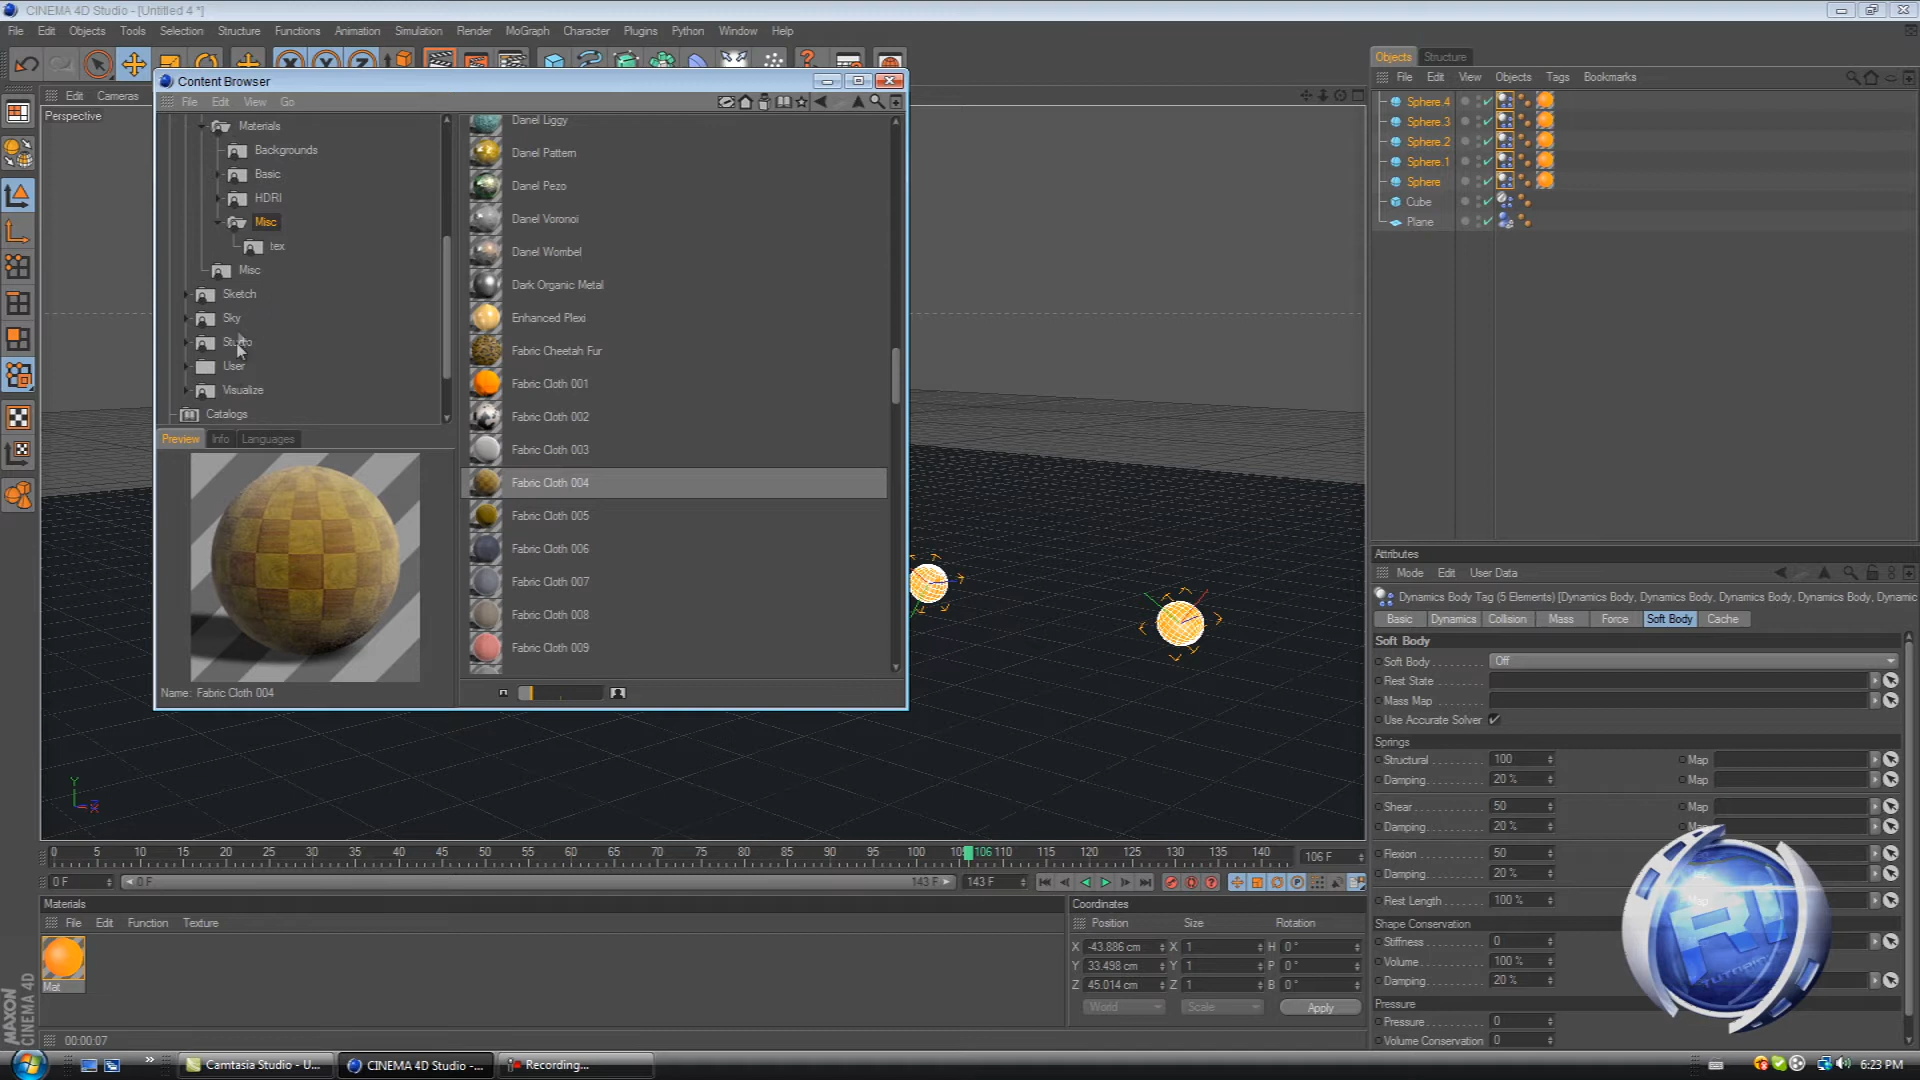 CINEMA 4D Studio - [Untitled 4 *]
File Edit Objects Tools Selection Structure Functions Animation Simulation Render MoGraph Character Plugins Python Window Help
Edit Cameras
Perspective
Content Browser
File Edit View Go
Materials
Backgrounds
Basic
HDRI
Misc
tex
Misc
Sketch
Sky
Studio
User
Visualize
Catalogs
Preview Info Languages
Name: Fabric Cloth 004
Danel Liggy
Danel Pattern
Danel Pezo
Danel Voronoi
Danel Wombel
Dark Organic Metal
Enhanced Plexi
Fabric Cheetah Fur
Fabric Cloth 001
Fabric Cloth 002
Fabric Cloth 003
Fabric Cloth 004
Fabric Cloth 005
Fabric Cloth 006
Fabric Cloth 007
Fabric Cloth 008
Fabric Cloth 009
Objects Structure
File Edit View Objects Tags Bookmarks
Sphere.4
Sphere.3
Sphere.2
Sphere.1
Sphere
Cube
Plane
Attributes
Mode Edit User Data
Dynamics Body Tag (5 Elements) [Dynamics Body, Dynamics Body, Dynamics Body, Dynamics Body, Dynamic
Basic Dynamics Collision Mass Force Soft Body Cache
Soft Body
Soft Body Off
Rest State
Mass Map
Use Accurate Solver
Springs
Structural 100 Map
Damping 20 % Map
Shear 50 Map
Damping 20 % Map
Flexion 50
Damping 20 %
Rest Length 100 % Map
Shape Conservation
Stiffness 0
Volume 100 %
Damping 20 %
Pressure
Pressure 0
Volume Conservation 0
Y
0 5 10 15 20 25 30 35 40 45 50 55 60 65 70 75 80 85 90 95 100 105 106 110 115 120 125 130 135 140 106 F
0 F 0 F 143 F 143 F
Materials
File Edit Function Texture
Mat
Coordinates
Position Size Rotation
X -43.886 cm X 1 H 0 °
Y 33.498 cm Y 1 P 0 °
Z 45.014 cm Z 1 B 0 °
World Scale Apply
MAXON
CINEMA 4D
00:00:07
Camtasia Studio - U... CINEMA 4D Studio -... Recording...
6:23 PM